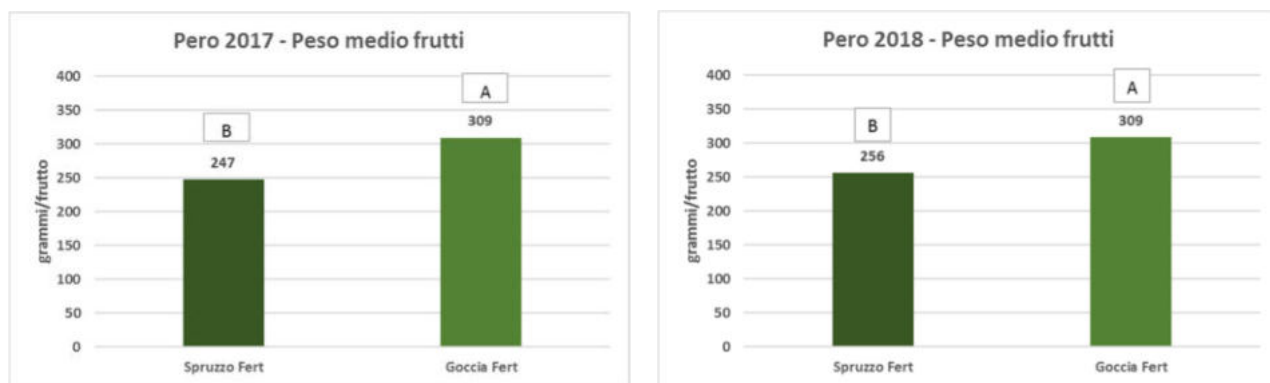 Pero 2017 - Peso medio frutti
grammi/frutto
400
350
300
250
200
150
100
50
0
B
247
A
309
Spruzzo Fert
Goccia Fert
Pero 2018 - Peso medio frutti
grammi/frutto
400
350
300
250
200
150
100
50
0
B
256
A
309
Spruzzo Fert
Goccia Fert